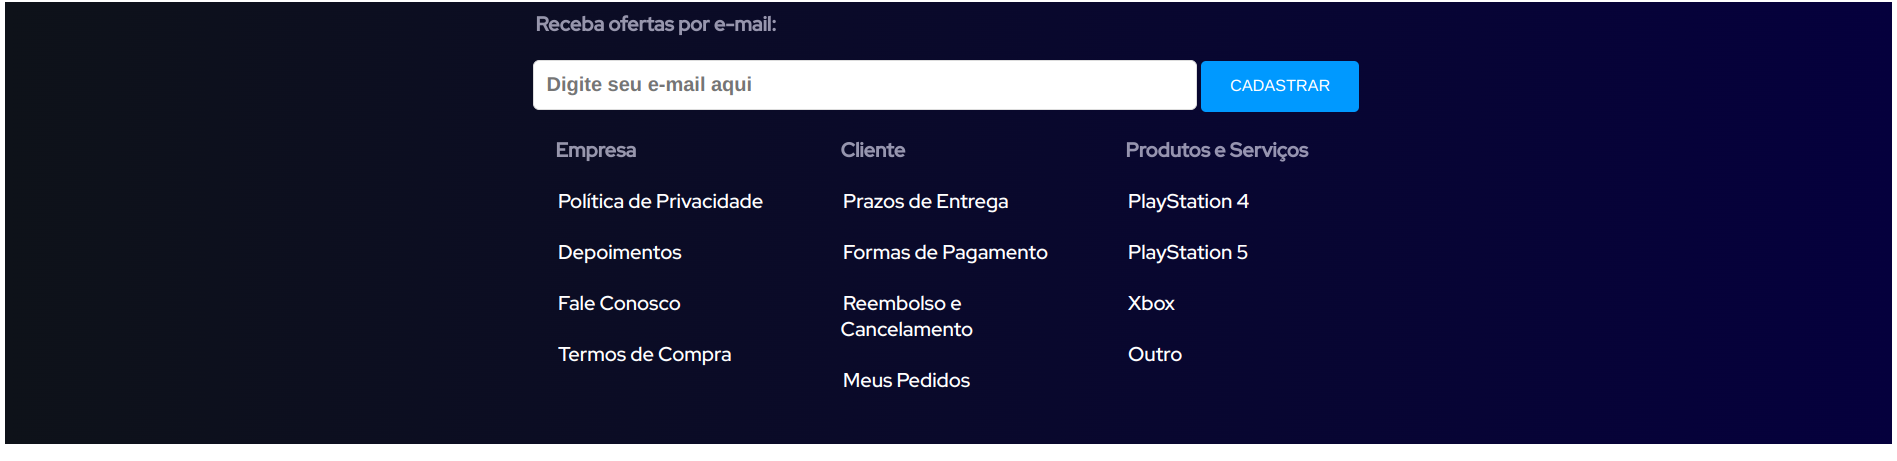 Receba ofertas por e-mail:
Digite seu e-mail aqui
CADASTRAR
Empresa
Política de Privacidade
Depoimentos
Fale Conosco
Termos de Compra
Cliente
Prazos de Entrega
Formas de Pagamento
Reembolso e
Cancelamento
Meus Pedidos
Produtos e Serviços
PlayStation 4
PlayStation 5
Xbox
Outro